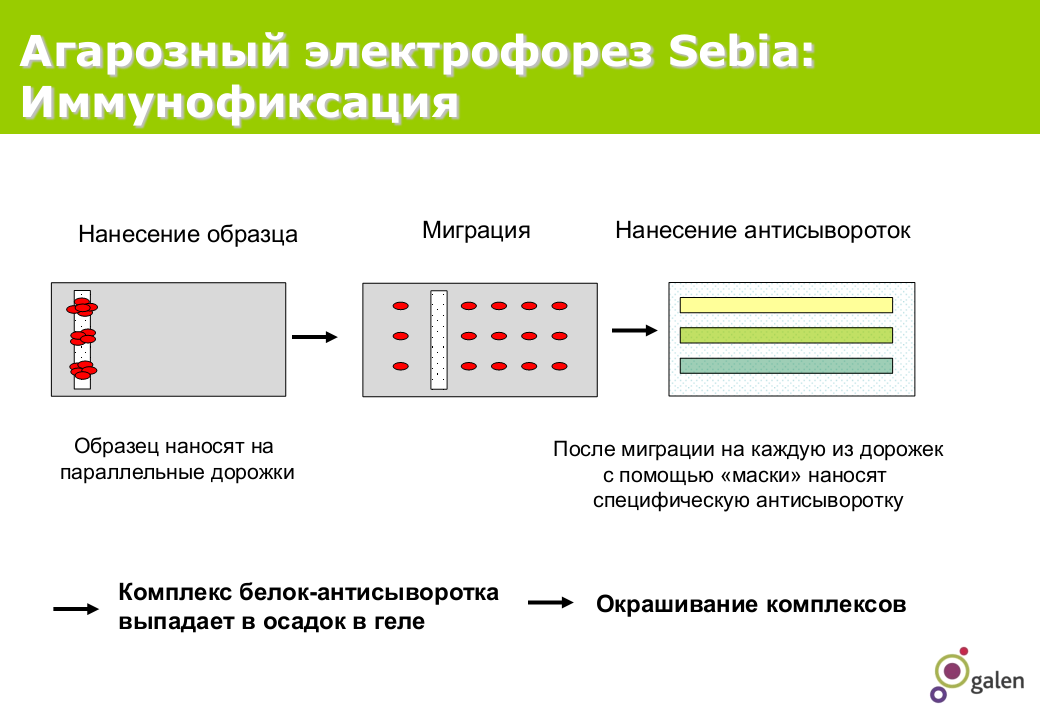 Агарозный электрофорез Sebia:
Иммунофиксация
Нанесение образца
Миграция
Нанесение антисывороток
Образец наносят на
параллельные дорожки
После миграции на каждую из дорожек
с помощью «маски» наносят
специфическую антисыворотку
Комплекс белок-антисыворотка
выпадает в осадок в геле
Окрашивание комплексов
galen